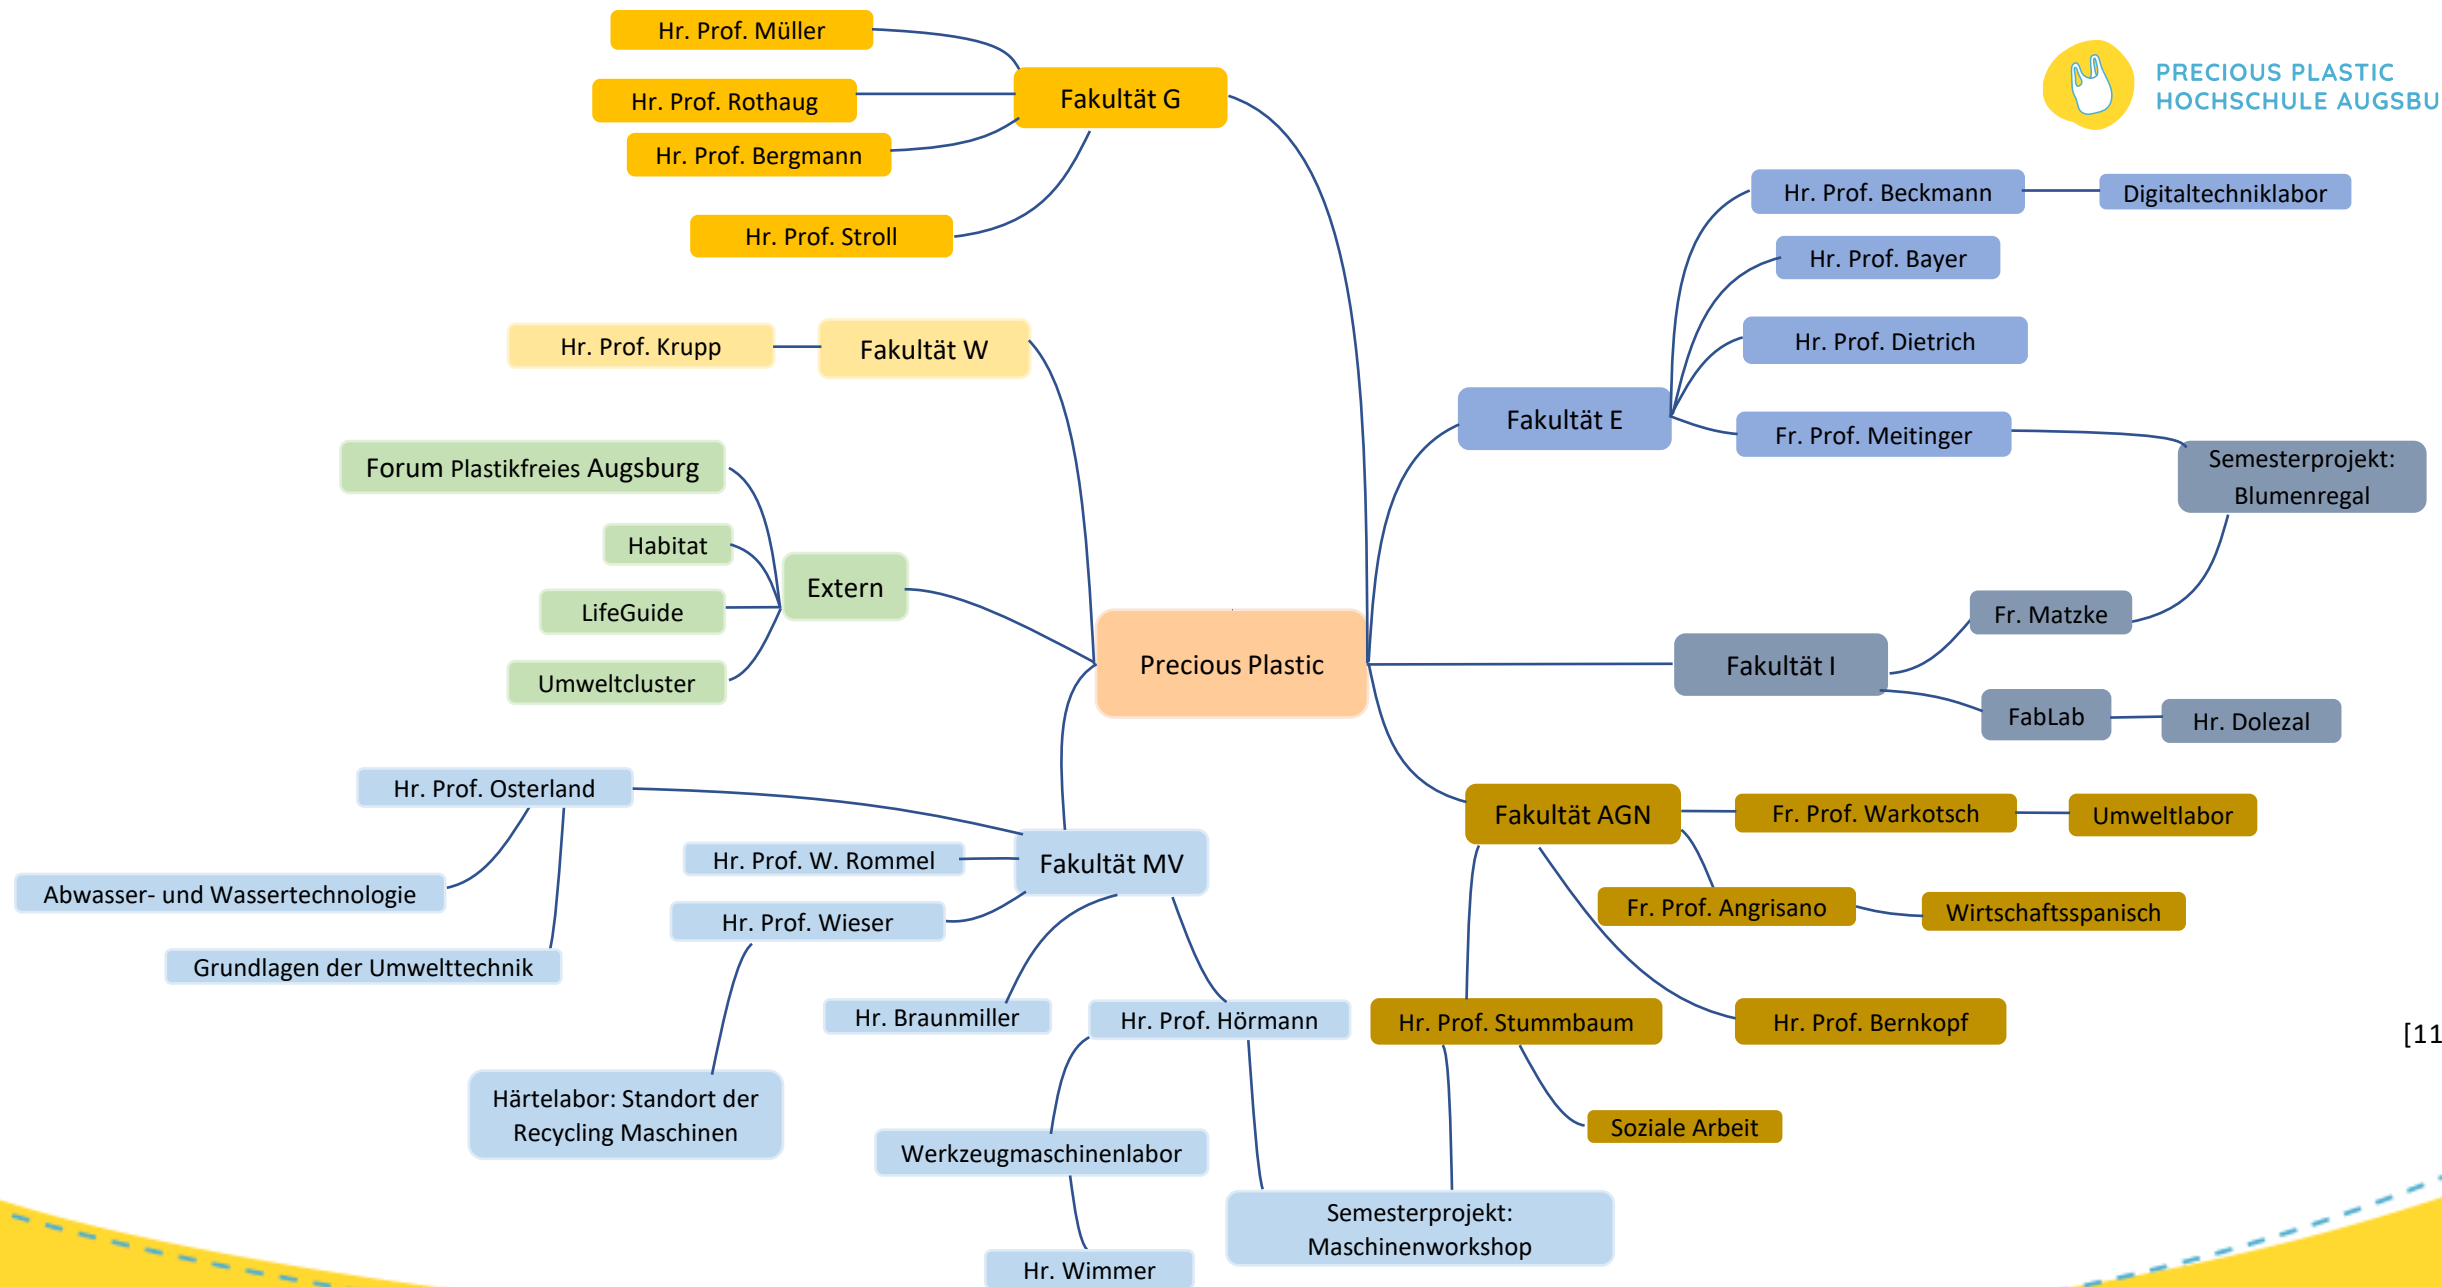 Hr. Prof. Müller
Hr. Prof. Rothaug
Hr. Prof. Bergmann
Hr. Prof. Stroll
Fakultät G
PRECIOUS PLASTIC
HOCHSCHULE AUGSBU
Hr. Prof. Beckmann
Digitaltechniklabor
Hr. Prof. Bayer
Hr. Prof. Dietrich
Fakultät E
Fr. Prof. Meitinger
Semesterprojekt:
Blumenregal
Hr. Prof. Krupp
Fakultät W
Forum Plastikfreies Augsburg
Habitat
LifeGuide
Umweltcluster
Extern
Precious Plastic
Fakultät I
Fr. Matzke
FabLab
Hr. Dolezal
Hr. Prof. Osterland
Hr. Prof. W. Rommel
Fakultät MV
Abwasser- und Wassertechnologie
Hr. Prof. Wieser
Grundlagen der Umwelttechnik
Hr. Braunmiller
Hr. Prof. Hörmann
Härtelabor: Standort der
Recycling Maschinen
Werkzeugmaschinenlabor
Hr. Wimmer
Semesterprojekt:
Maschinenworkshop
Fakultät AGN
Fr. Prof. Warkotsch
Umweltlabor
Fr. Prof. Angrisano
Wirtschaftsspanisch
Hr. Prof. Stummbaum
Hr. Prof. Bernkopf
Soziale Arbeit
[11